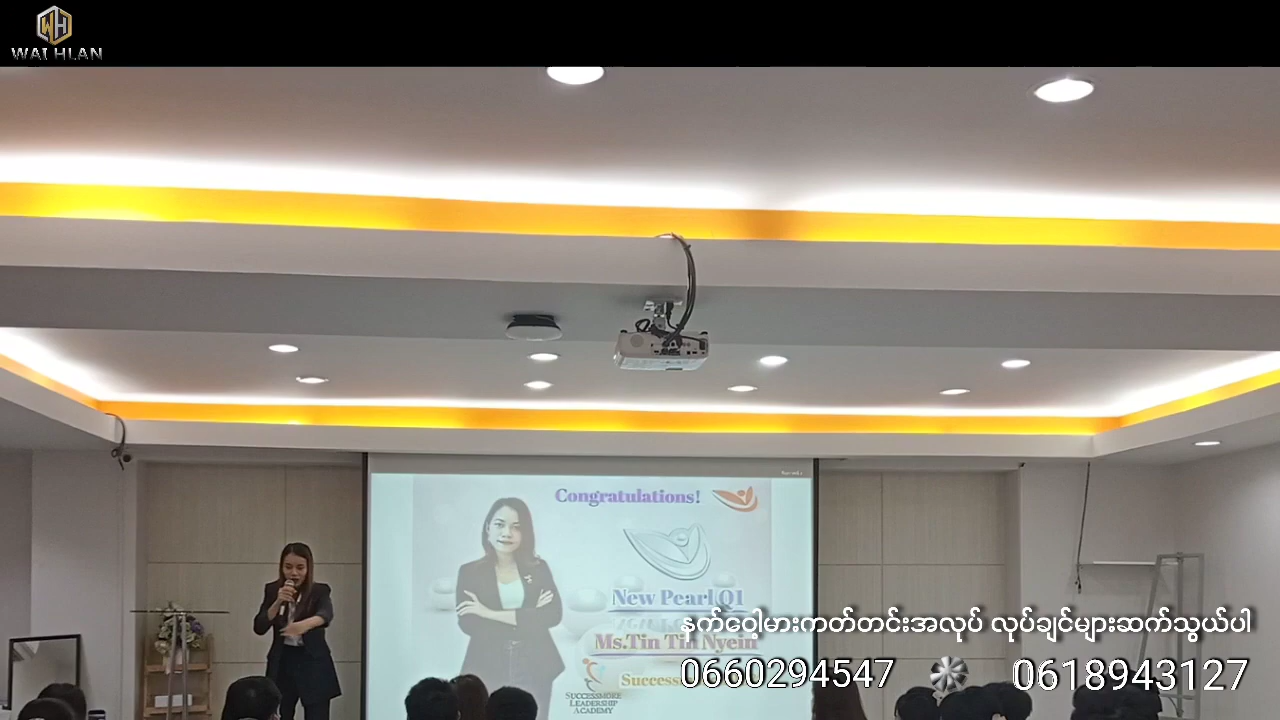 WH
WAI HLAN
Congratulations!
New Pearl Q1
Ms.Tin Tin Nyein
SUCCESSMORE
LEADERSHIP
ACADEMY
နက်ဝေါ့မားကတ်တင်းအလုပ် လုပ်ချင်များဆက်သွယ်ပါ
0660294547 0618943127